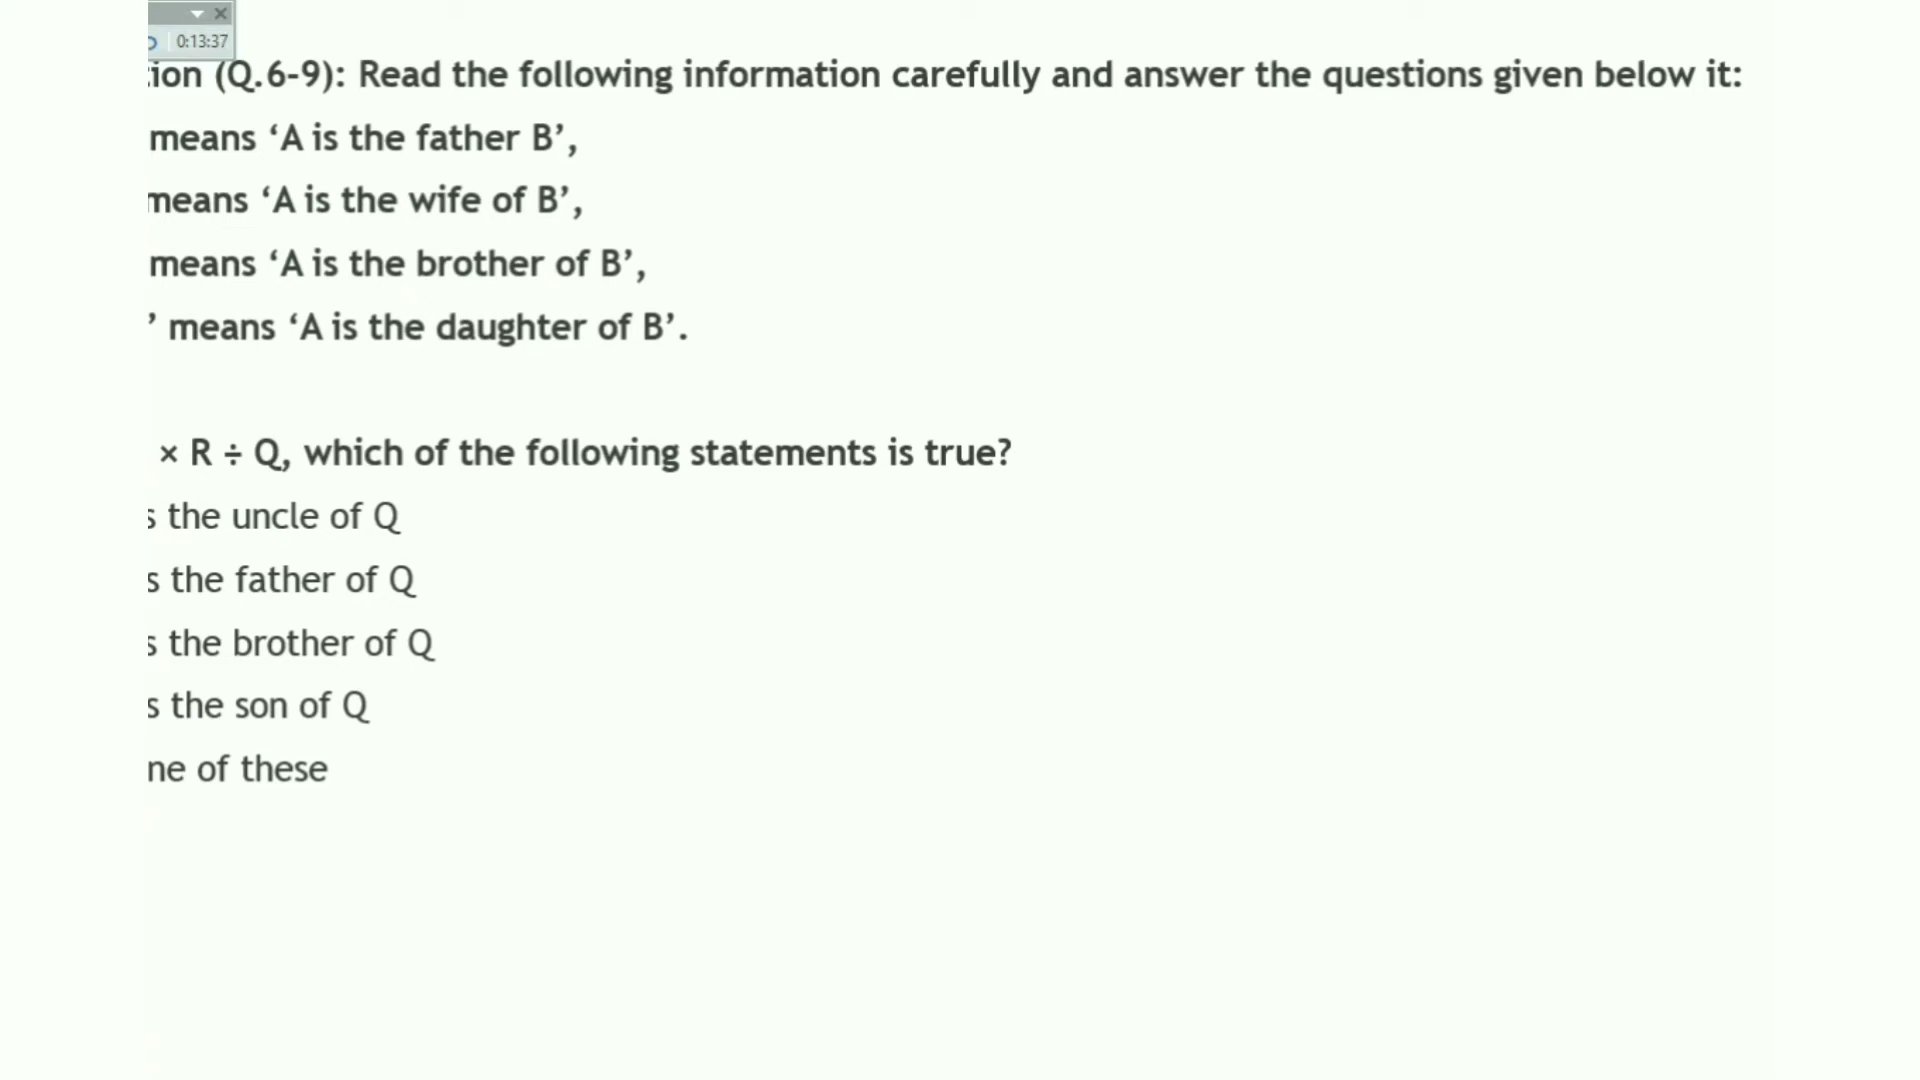 0:13:37
ion (Q.6-9): Read the following information carefully and answer the questions given below it:
means ‘A is the father B’,
means ‘A is the wife of B’,
means ‘A is the brother of B’,
’ means ‘A is the daughter of B’.
× R ÷ Q, which of the following statements is true?
s the uncle of Q
s the father of Q
s the brother of Q
s the son of Q
ne of these